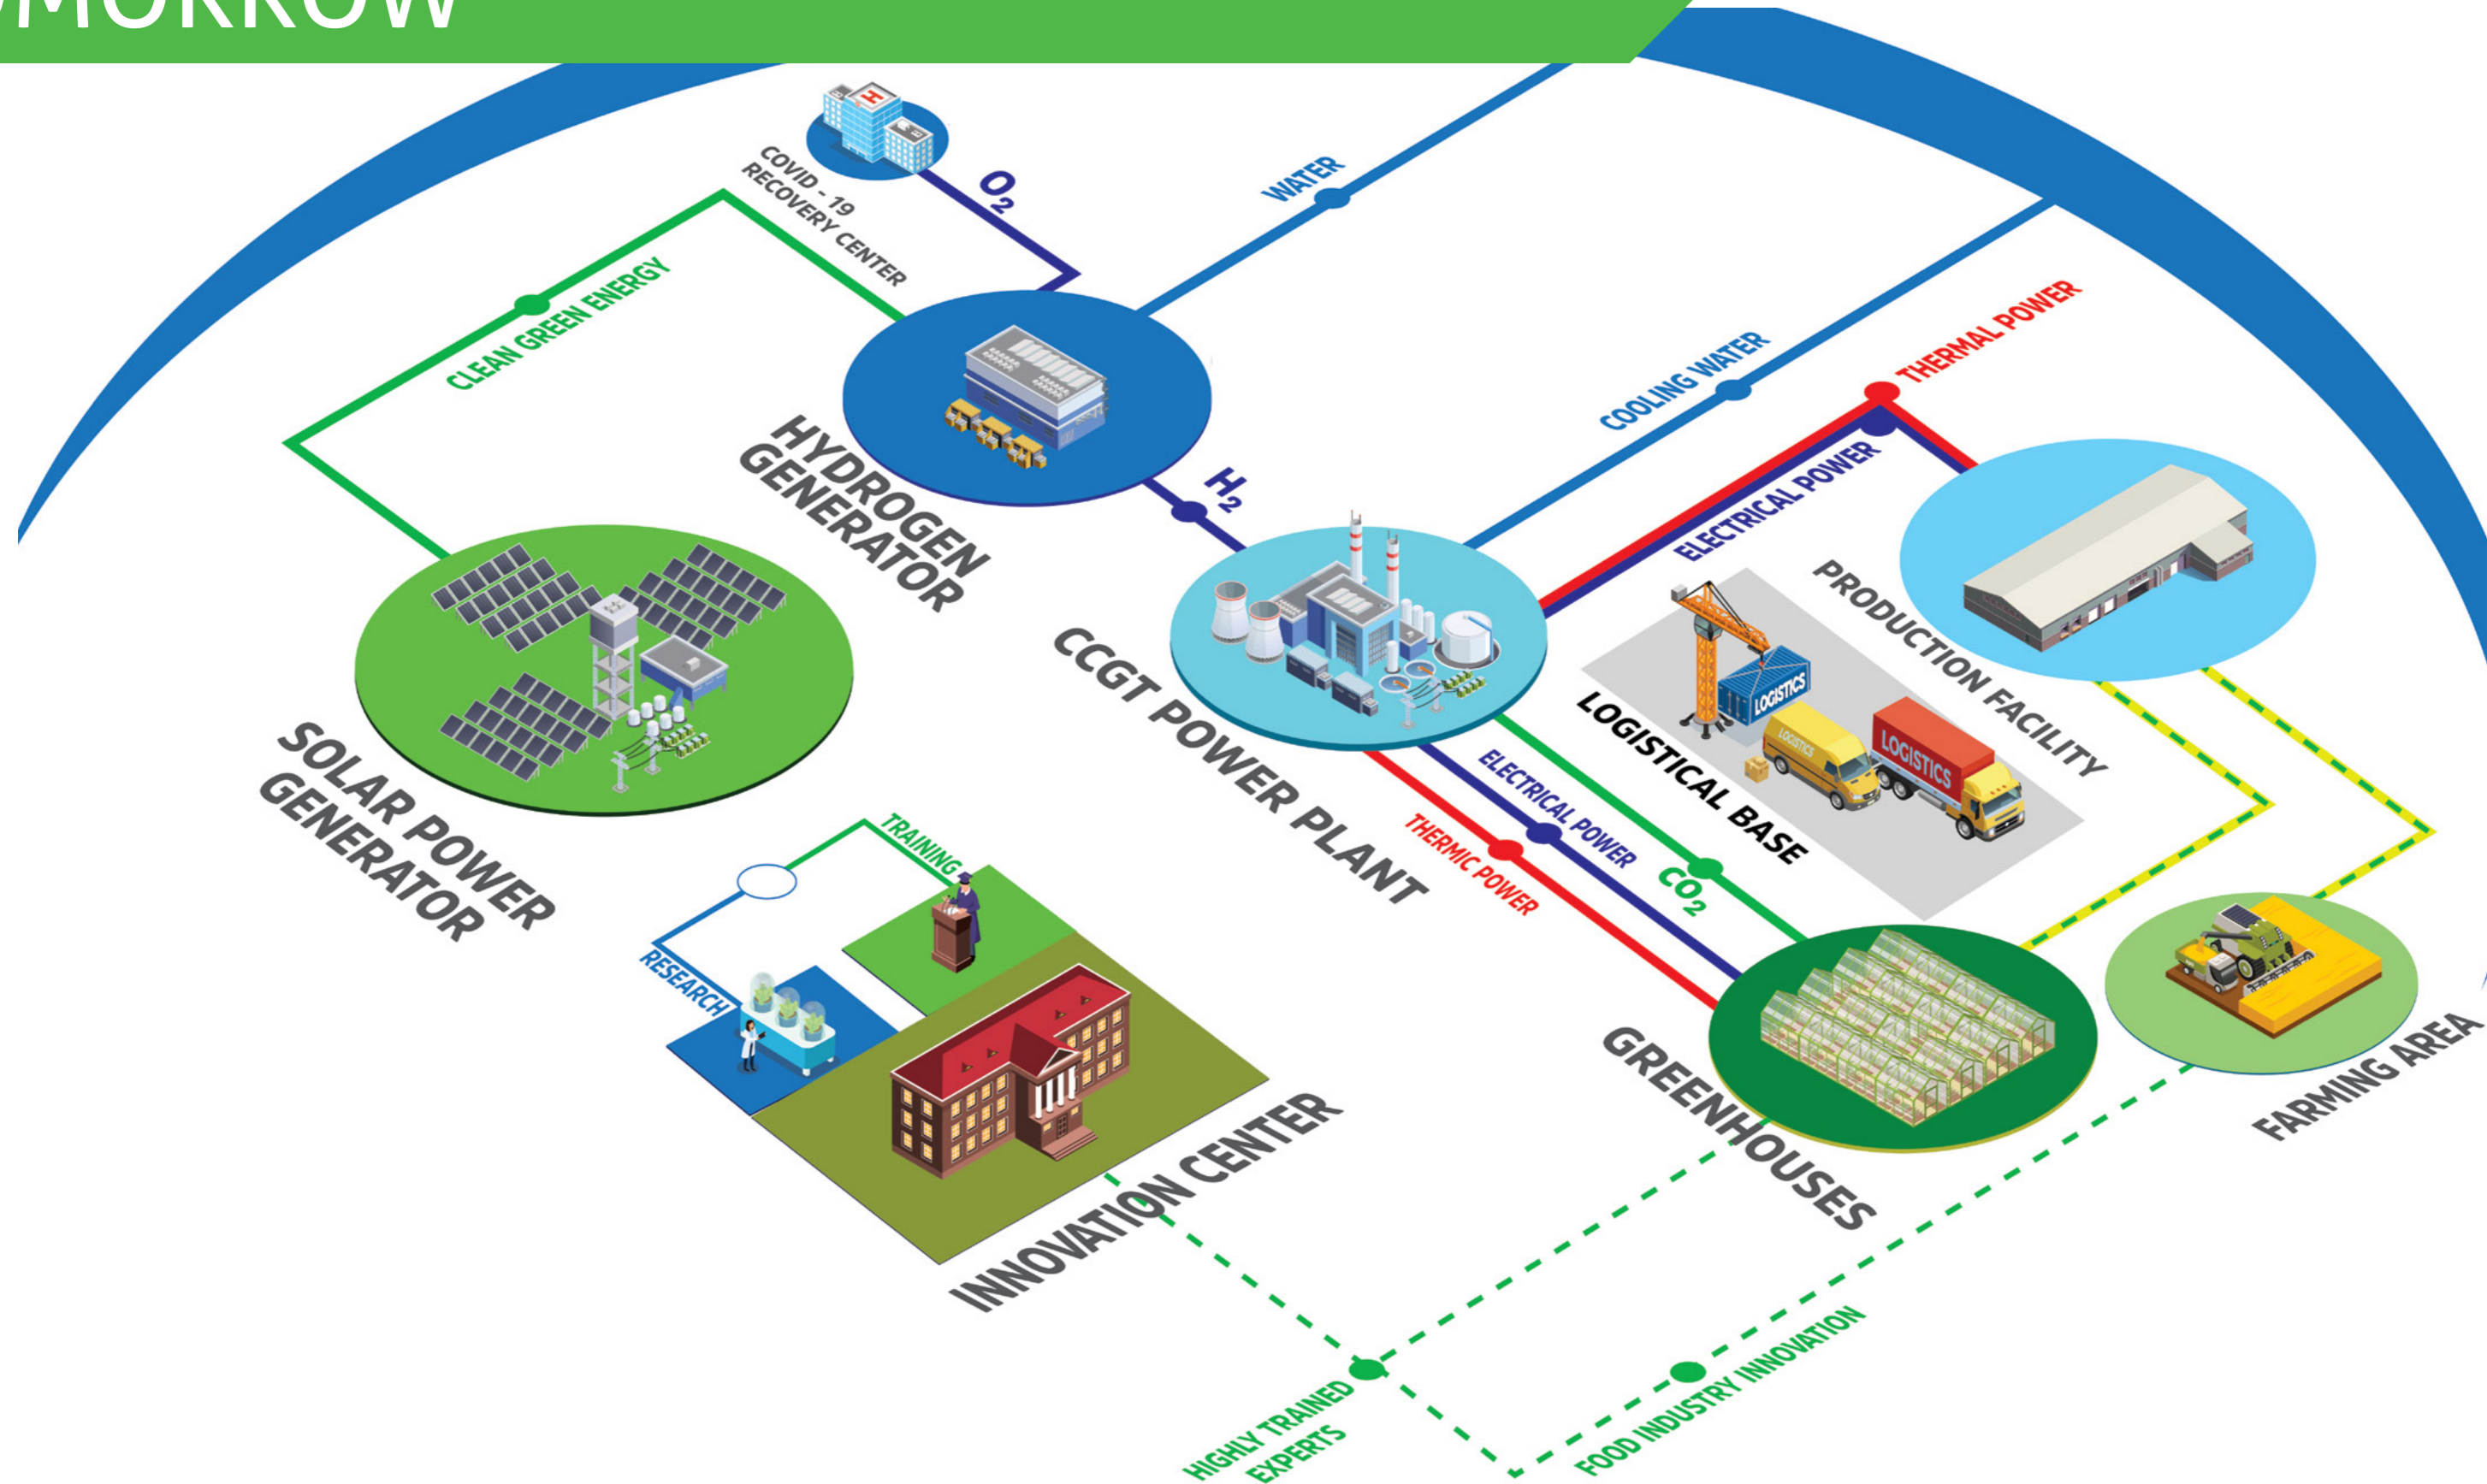 COVID - 19
RECOVERY CENTER
O2
WATER
CLEAN GREEN ENERGY
HYDROGEN
GENERATOR
H2
COOLING WATER
THERMAL POWER
ELECTRICAL POWER
PRODUCTION FACILITY
SOLAR POWER
GENERATOR
CCGT POWER PLANT
LOGISTICS
LOGISTICS
LOGISTICS
LOGISTICAL BASE
ELECTRICAL POWER
THERMIC POWER
CO2
TRAINING
RESEARCH
INNOVATION CENTER
GREENHOUSES
FARMING AREA
HIGHLY TRAINED
EXPERTS
FOOD INDUSTRY INNOVATION